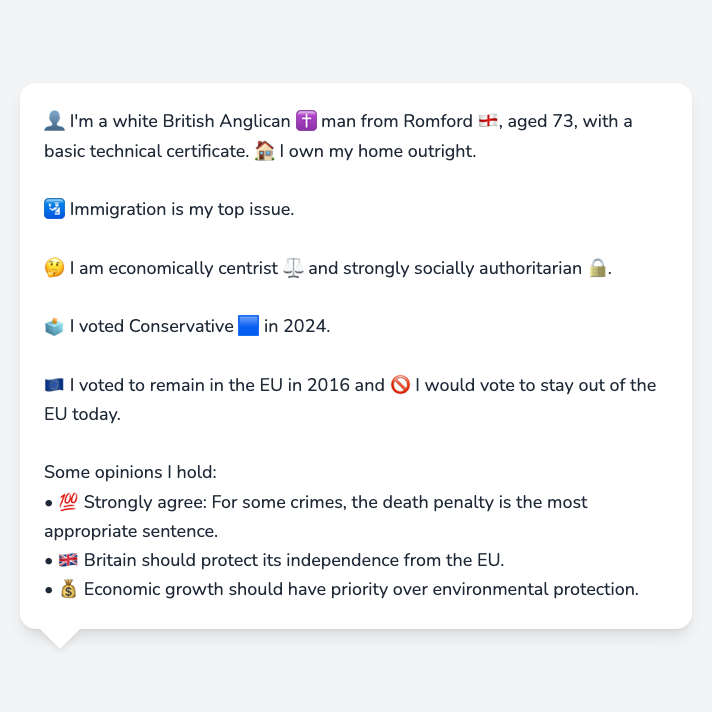 👤 I'm a white British Anglican ✝️ man from Romford 🏴󠁧󠁢󠁥󠁮󠁧󠁿, aged 73, with a
basic technical certificate. 🏠 I own my home outright.
🛂 Immigration is my top issue.
🤔 I am economically centrist ⚖️ and strongly socially authoritarian 🔒.
🗳️ I voted Conservative 🟦 in 2024.
🇪🇺 I voted to remain in the EU in 2016 and 🚫 I would vote to stay out of the
EU today.
Some opinions I hold:
• 💯 Strongly agree: For some crimes, the death penalty is the most
appropriate sentence.
• 🇬🇧 Britain should protect its independence from the EU.
• 💰 Economic growth should have priority over environmental protection.